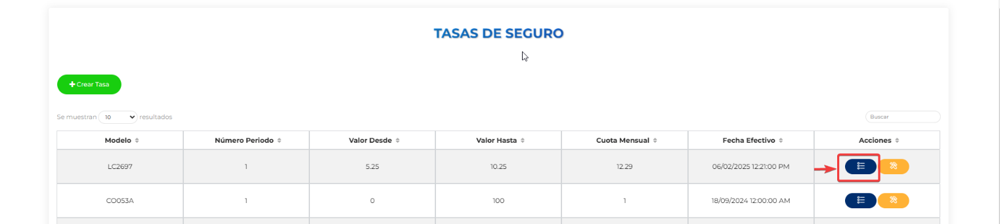 TASAS DE SEGURO
Crear Tasa
Se muestran 10 resultados
Buscar
Modelo Número Periodo Valor Desde Valor Hasta Cuota Mensual Fecha Efectivo Acciones
LC2697 1 5.25 10.25 12.29 06/02/2025 12:21:00 PM
CO053A 1 0 100 1 18/09/2024 12:00:00 AM